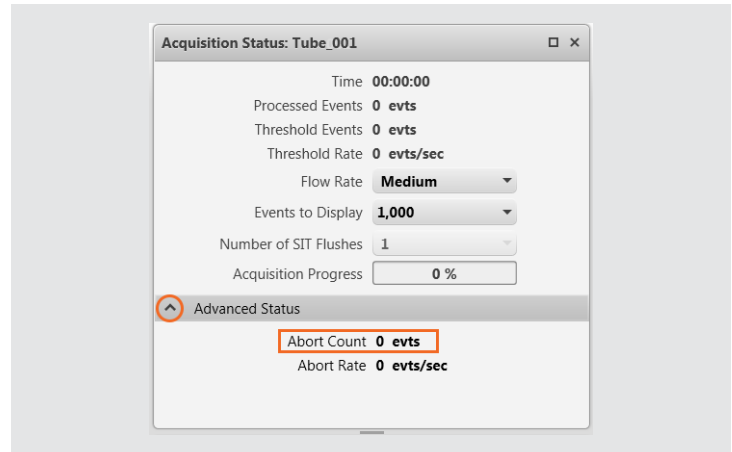 Acquisition Status: Tube_001
Time 00:00:00
Processed Events 0 evts
Threshold Events 0 evts
Threshold Rate 0 evts/sec
Flow Rate Medium
Events to Display 1,000
Number of SIT Flushes 1
Acquisition Progress 0 %
Advanced Status
Abort Count 0 evts
Abort Rate 0 evts/sec